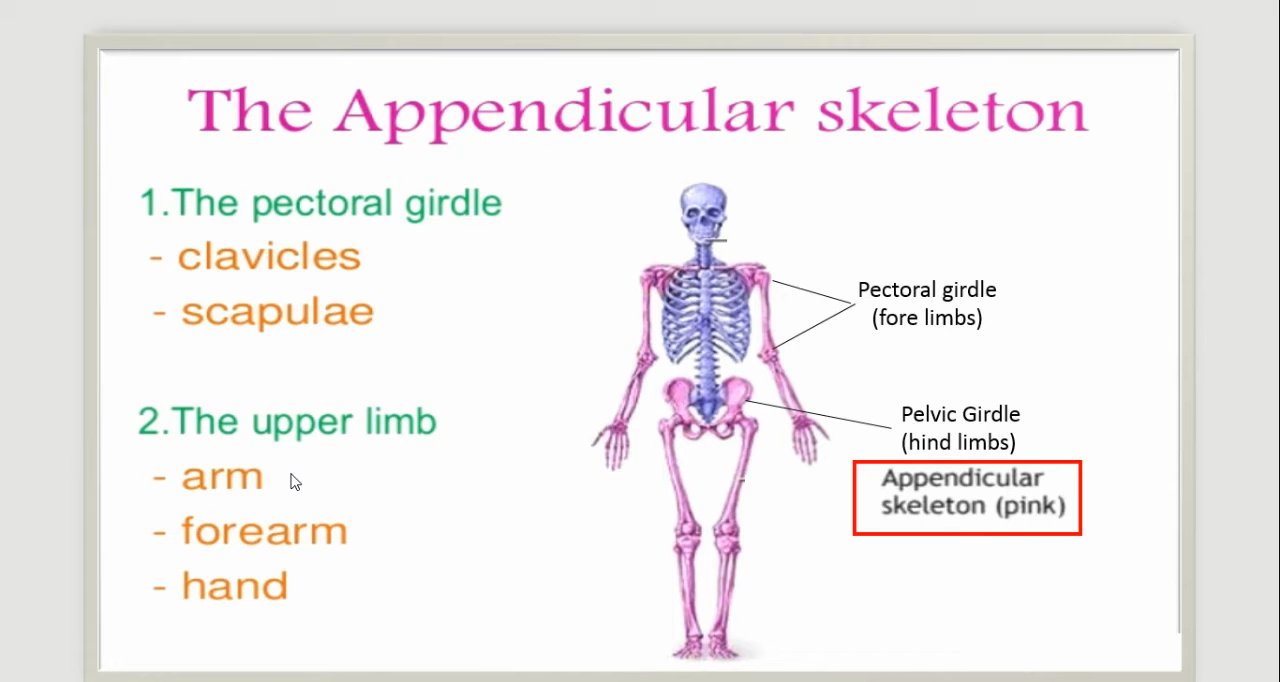 The Appendicular skeleton
1.The pectoral girdle
- clavicles
- scapulae
2.The upper limb
- arm
- forearm
- hand
Pectoral girdle
(fore limbs)
Pelvic Girdle
(hind limbs)
Appendicular
skeleton (pink)